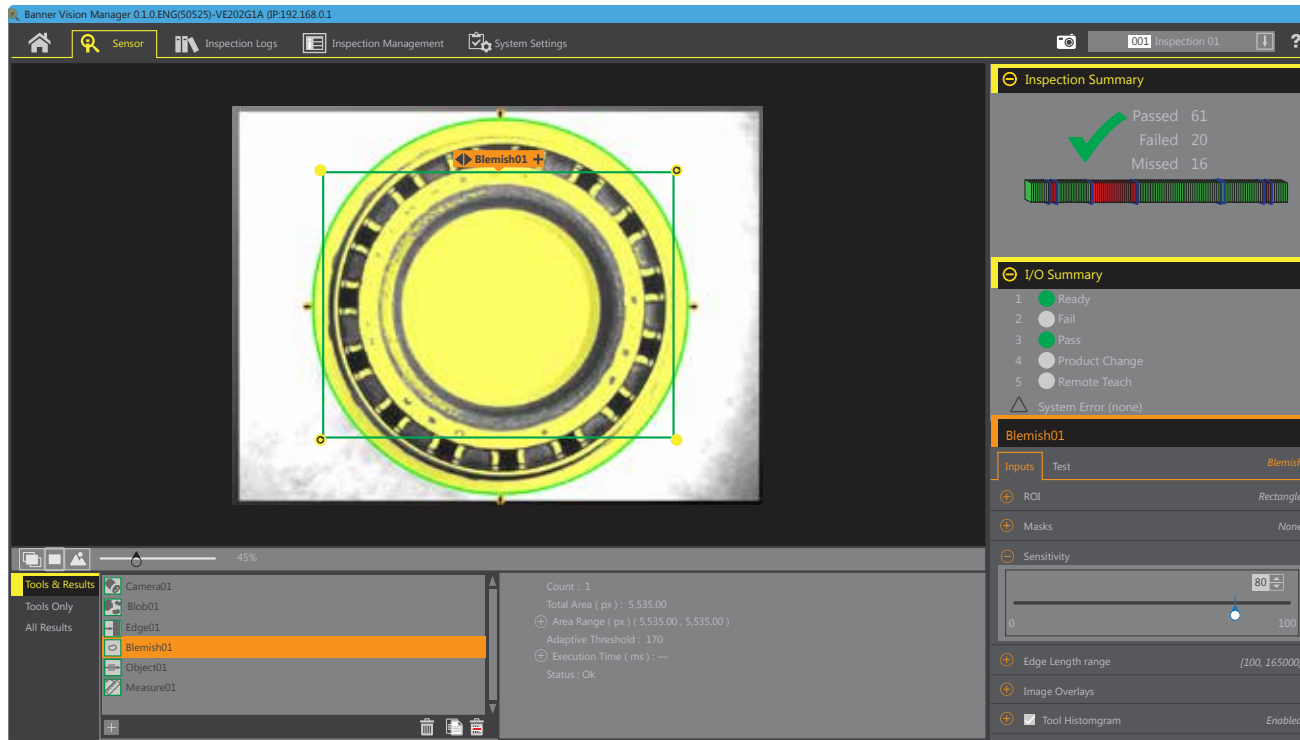 Banner Vision Manager 0.1.0.ENG(50525)-VE202G1A (IP:192.168.0.1
Sensor
Inspection Logs
Inspection Management
System Settings
001 Inspection 01
?
Inspection Summary
Passed 61
Failed 20
Missed 16
Blemish01
I/O Summary
1 Ready
2 Fail
3 Pass
4 Product Change
5 Remote Teach
System Error (none)
Blemish01
Inputs
Test
Blemish
ROI
Rectangle
Masks
None
Sensitivity
80
0
100
Edge Length range
[100, 165000]
Image Overlays
Tool Histomgram
Enabled
45%
Tools & Results
Tools Only
All Results
Camera01
Blob01
Edge01
Blemish01
Object01
Measure01
Count : 1
Total Area ( px ) : 5,535.00
Area Range ( px ) ( 5,535.00 , 5,535.00 )
Adaptive Threshold : 170
Execution Time ( ms ) : —
Status : Ok